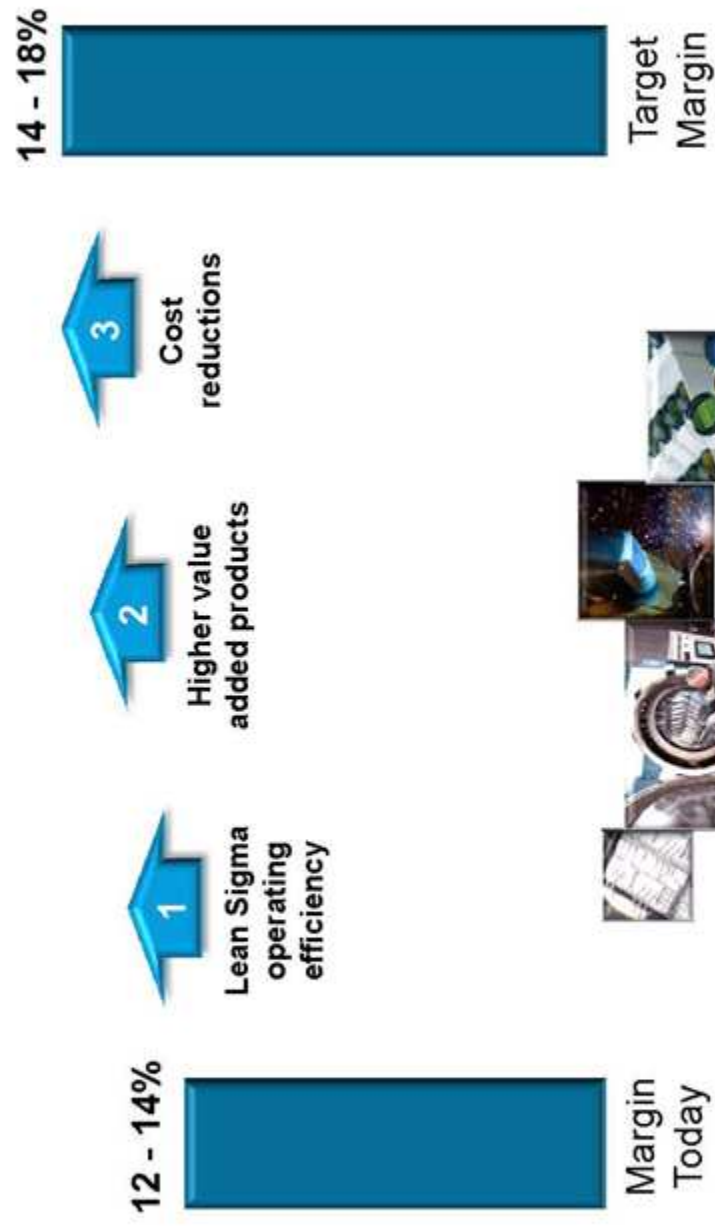 12 - 14%
Margin
Today
1
Lean Sigma
operating
efficiency
2
Higher value
added products
3
Cost
reductions
14 - 18%
Target
Margin